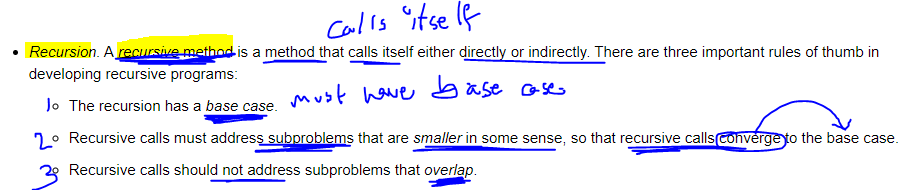 calls itself
• Recursion. A recursive method is a method that calls itself either directly or indirectly. There are three important rules of thumb in
developing recursive programs:
1 ○ The recursion has a base case. must have base cases
2 ○ Recursive calls must address subproblems that are smaller in some sense, so that recursive calls converge to the base case.
3 ○ Recursive calls should not address subproblems that overlap.